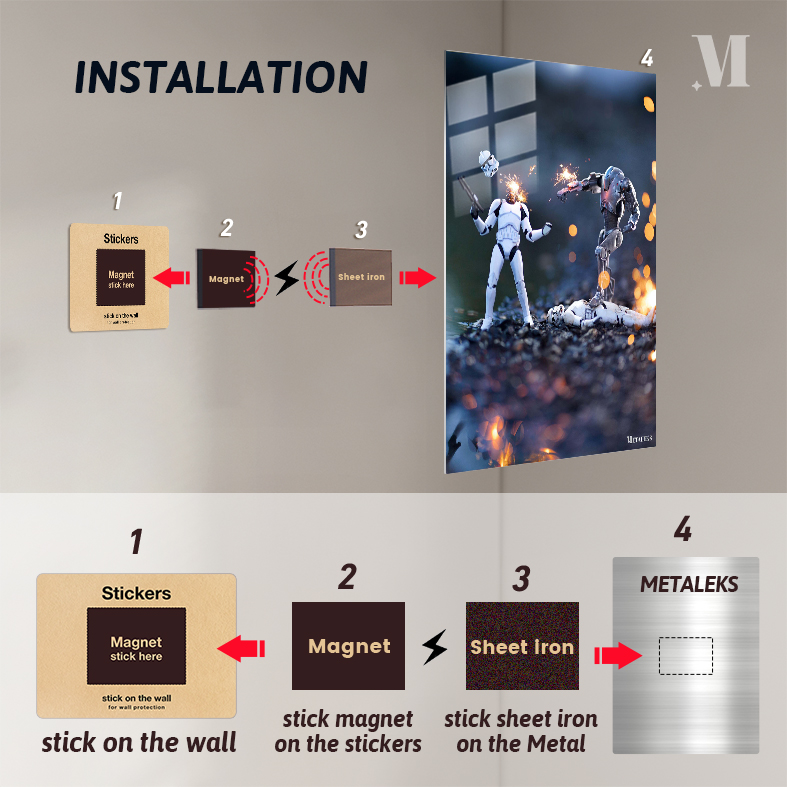 INSTALLATION
M
4
1
2
3
Stickers
Magnet
stick here
stick on the wall
for wall protection
Magnet
Sheet iron
METALEKS
1
2
3
4
Stickers
Magnet
stick here
stick on the wall
for wall protection
Magnet
Sheet iron
METALEKS
stick on the wall
stick magnet
on the stickers
stick sheet iron
on the Metal